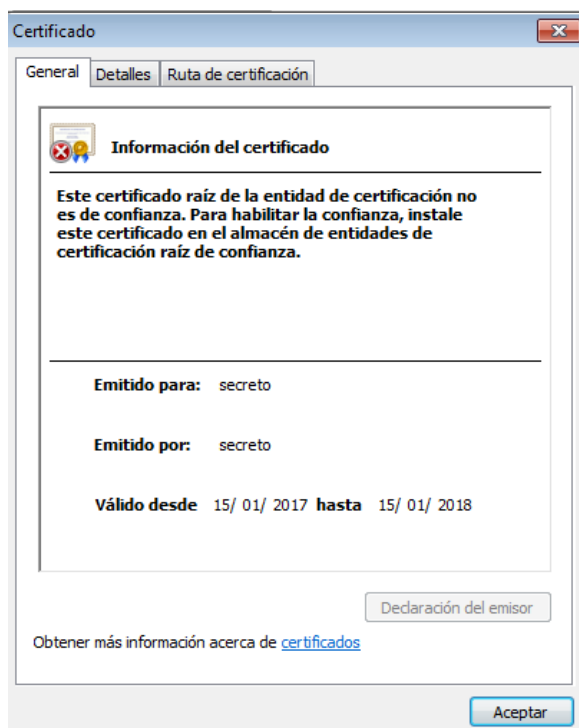 Certificado
General Detalles Ruta de certificación
Información del certificado
Este certificado raíz de la entidad de certificación no
es de confianza. Para habilitar la confianza, instale
este certificado en el almacén de entidades de
certificación raíz de confianza.
Emitido para: secreto
Emitido por: secreto
Válido desde 15/ 01/ 2017 hasta 15/ 01/ 2018
Declaración del emisor
Obtener más información acerca de certificados
Aceptar